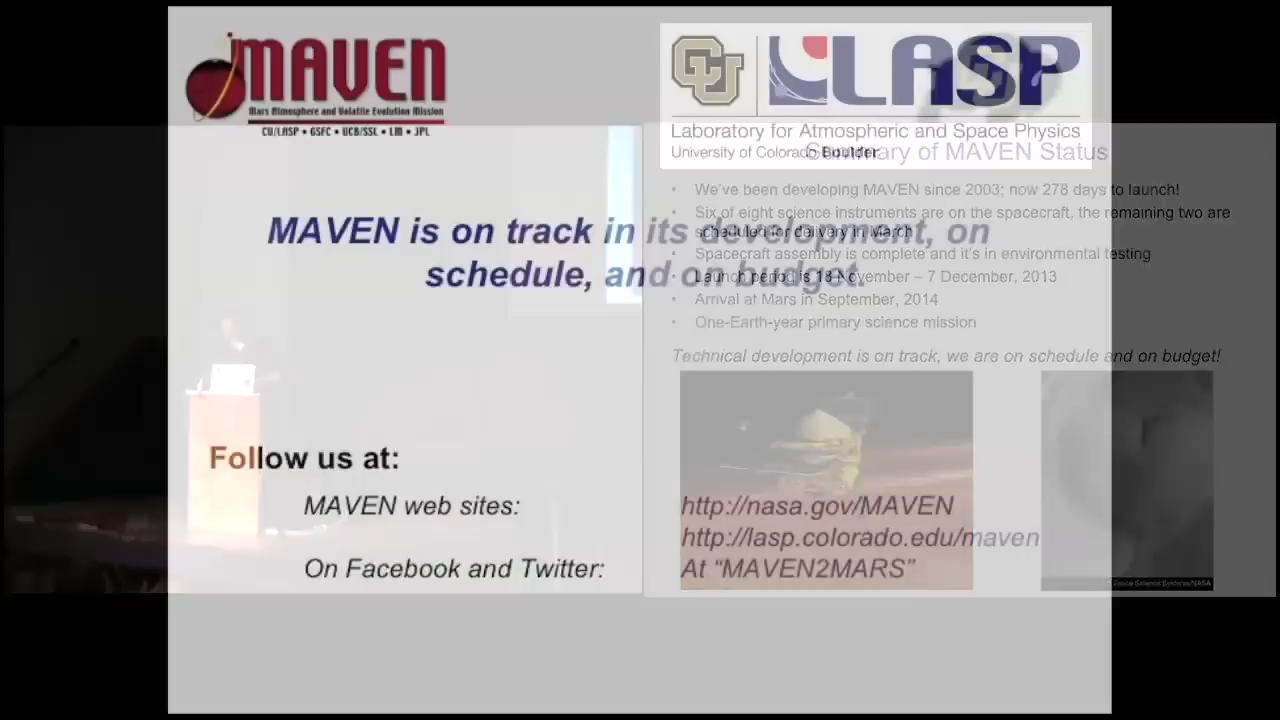 MAVEN
Mars Atmosphere and Volatile Evolution Mission
CU/LASP • GSFC • UCB/SSL • LM • JPL
CU
LASP
Laboratory for Atmospheric and Space Physics
University of Colorado Boulder
MAVEN is on track in its development, on
schedule, and on budget.
Follow us at:
MAVEN web sites:
http://nasa.gov/MAVEN
http://lasp.colorado.edu/maven
On Facebook and Twitter:
At “MAVEN2MARS”
Summary of MAVEN Status
• We've been developing MAVEN since 2003; now 278 days to launch!
• Six of eight science instruments are on the spacecraft, the remaining two are
scheduled for delivery in March
• Spacecraft assembly is complete and it's in environmental testing
• Launch period is 18 November – 7 December, 2013
• Arrival at Mars in September, 2014
• One-Earth-year primary science mission
Technical development is on track, we are on schedule and on budget!
Space Science Systems/NASA